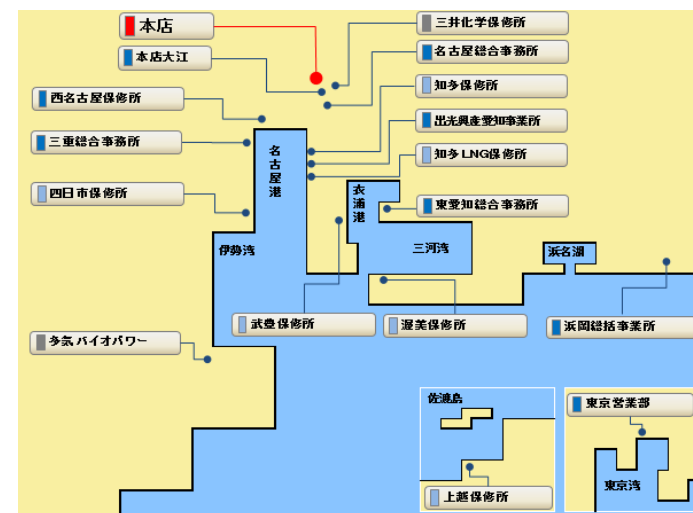 本店
三井化学保修所
本店大江
名古屋総合事務所
知多保修所
西名古屋保修所
出光興産愛知事業所
三重総合事務所
知多LNG保修所
名古屋港
四日市保修所
衣浦港
東愛知総合事務所
伊勢湾
三河湾
浜名湖
武豊保修所
渥美保修所
浜岡総括事業所
多気バイオパワー
佐渡島
東京営業部
上越保修所
東京湾